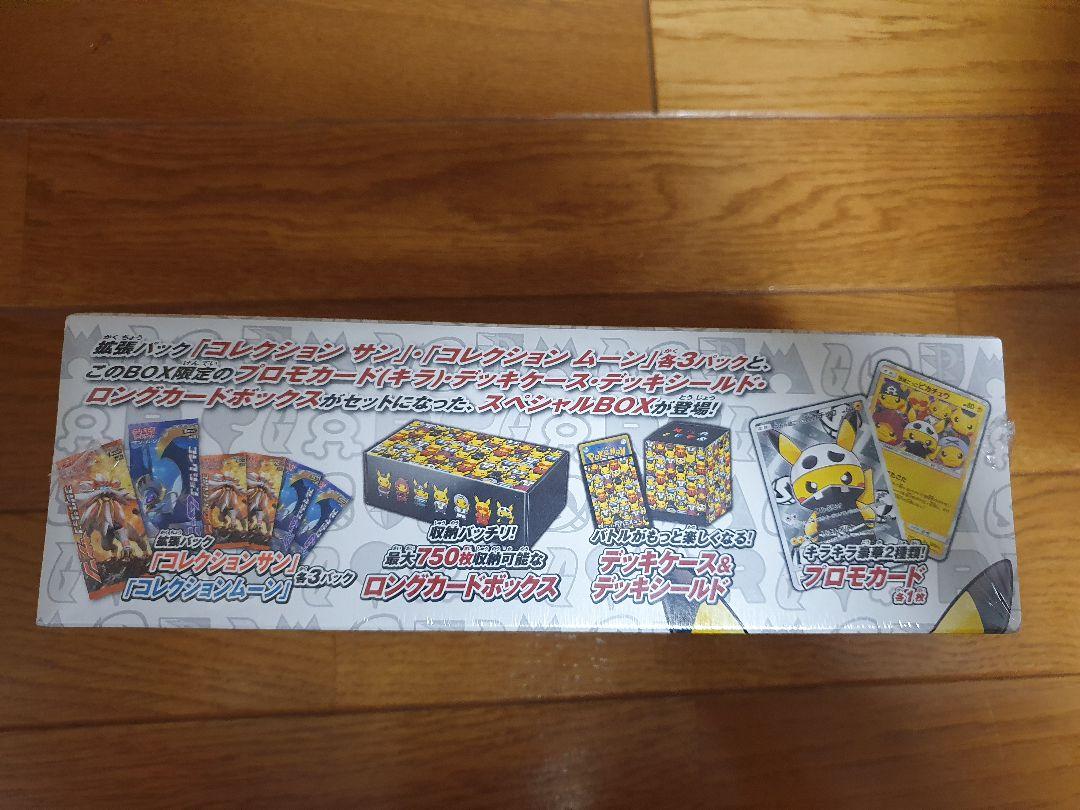 拡張パック「コレクション サン」・「コレクション ムーン」各3パックと、
このBOX限定のプロモカード(キラ)・デッキケース・デッキシールド・
ロングカードボックスがセットになった、スペシャルBOXが登場!
拡張パック
「コレクションサン」
「コレクションムーン」
各3パック
収納バッチリ!
最大750枚収納可能な
ロングカードボックス
Pokémon
バトルがもっと楽しくなる!
デッキケース&
デッキシールド
ピカチュウ
キラキラ豪華2種類!
プロモカード
各1枚